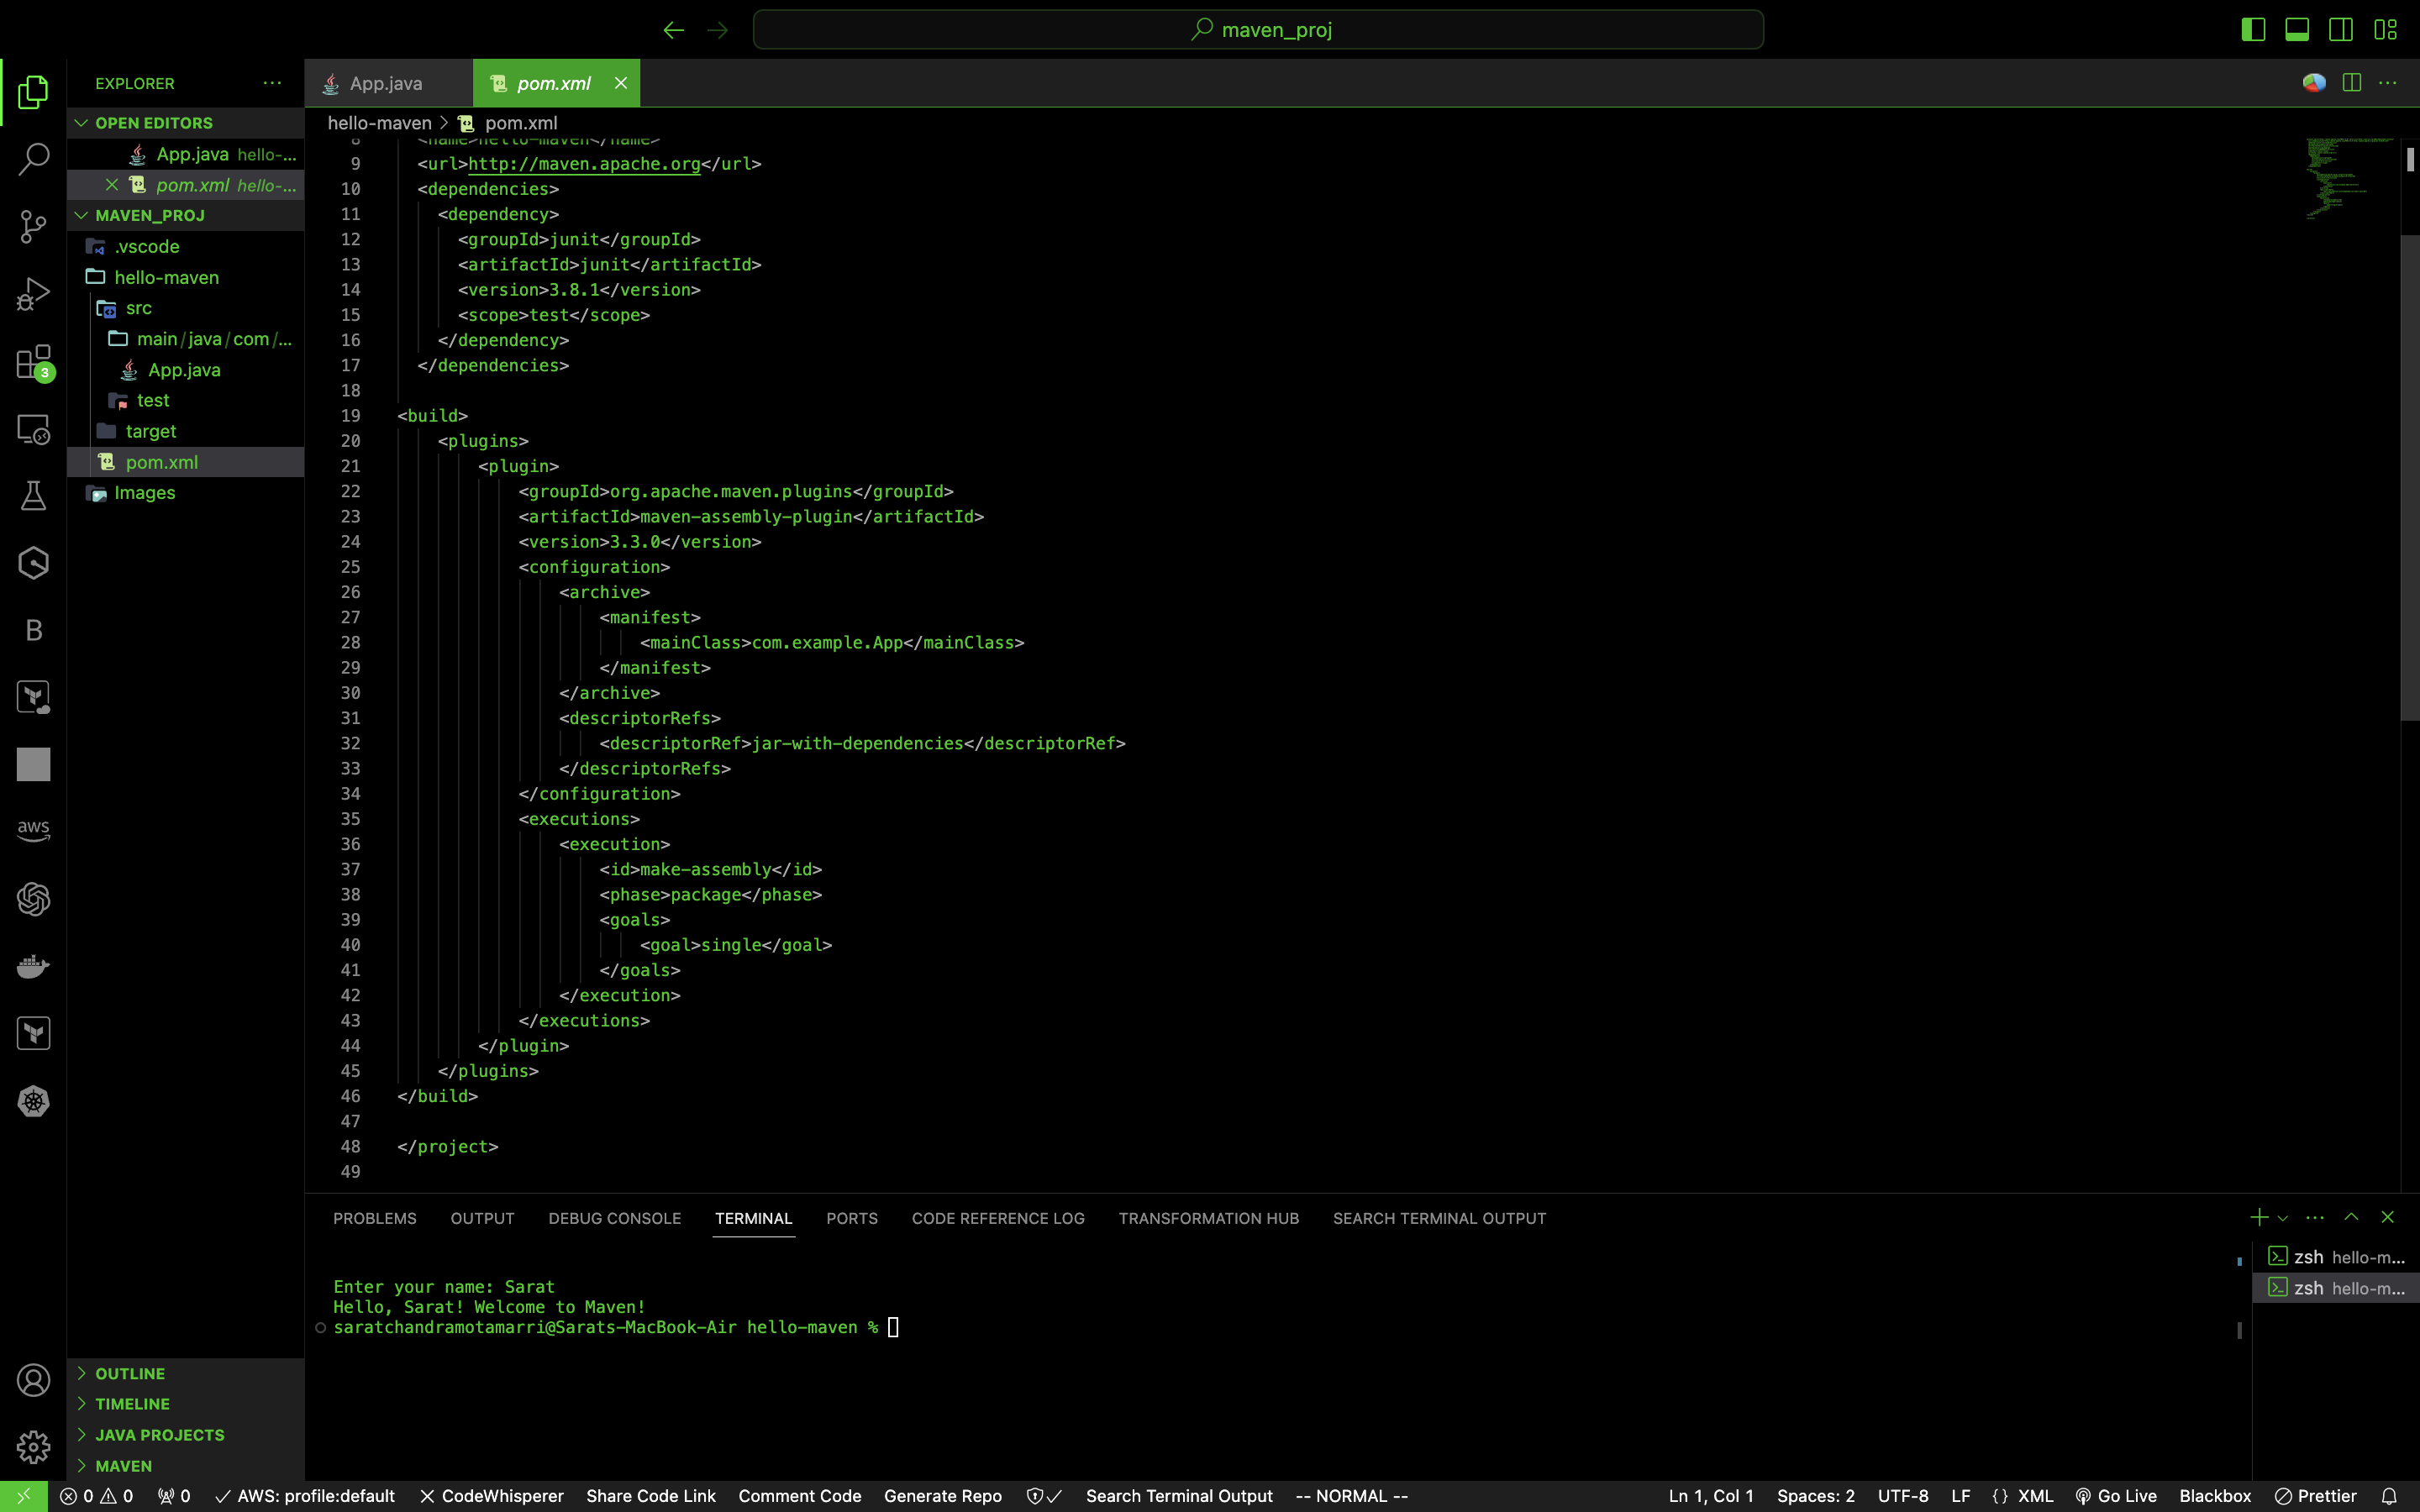 maven_proj
EXPLORER
App.java
pom.xml
hello-maven > pom.xml
OPEN EDITORS
App.java hello-...
pom.xml hello-...
MAVEN_PROJ
.vscode
hello-maven
src
main/java/com/...
App.java
test
target
pom.xml
Images
OUTLINE
TIMELINE
JAVA PROJECTS
MAVEN
3
B
aws
8 <name>hello-maven</name>
9 <url>http://maven.apache.org</url>
10 <dependencies>
11 <dependency>
12 <groupId>junit</groupId>
13 <artifactId>junit</artifactId>
14 <version>3.8.1</version>
15 <scope>test</scope>
16 </dependency>
17 </dependencies>
18
19 <build>
20 <plugins>
21 <plugin>
22 <groupId>org.apache.maven.plugins</groupId>
23 <artifactId>maven-assembly-plugin</artifactId>
24 <version>3.3.0</version>
25 <configuration>
26 <archive>
27 <manifest>
28 <mainClass>com.example.App</mainClass>
29 </manifest>
30 </archive>
31 <descriptorRefs>
32 <descriptorRef>jar-with-dependencies</descriptorRef>
33 </descriptorRefs>
34 </configuration>
35 <executions>
36 <execution>
37 <id>make-assembly</id>
38 <phase>package</phase>
39 <goals>
40 <goal>single</goal>
41 </goals>
42 </execution>
43 </executions>
44 </plugin>
45 </plugins>
46 </build>
47
48 </project>
49
PROBLEMS OUTPUT DEBUG CONSOLE TERMINAL PORTS CODE REFERENCE LOG TRANSFORMATION HUB SEARCH TERMINAL OUTPUT
Enter your name: Sarat
Hello, Sarat! Welcome to Maven!
saratchandramotamarri@Sarats-MacBook-Air hello-maven %
zsh hello-m...
zsh hello-m...
0 0 0 AWS: profile:default CodeWhisperer Share Code Link Comment Code Generate Repo Search Terminal Output -- NORMAL -- Ln 1, Col 1 Spaces: 2 UTF-8 LF {} XML Go Live Blackbox Prettier